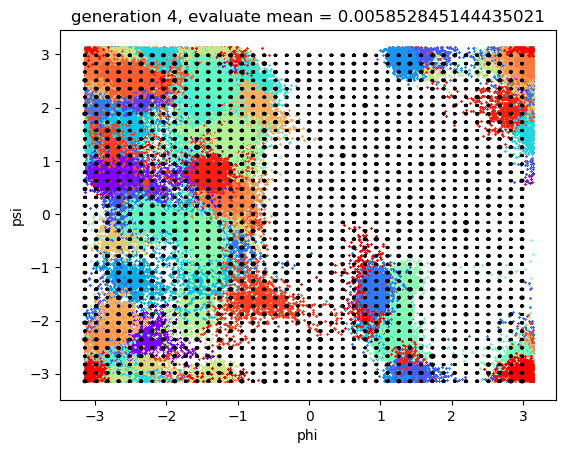 generation 4, evaluate mean = 0.005852845144435021
3
2
1
0
−1
−2
−3
psi
−3 −2 −1 0 1 2 3
phi